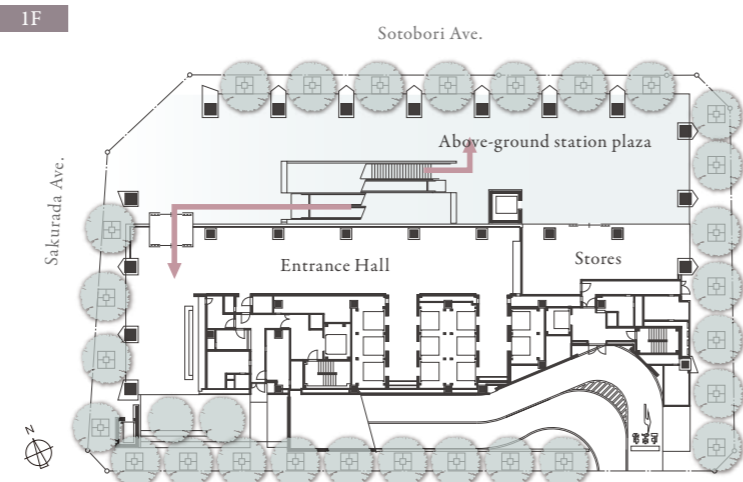 1F
Sotobori Ave.
Above-ground station plaza
Sakurada Ave.
Entrance Hall
Stores
N